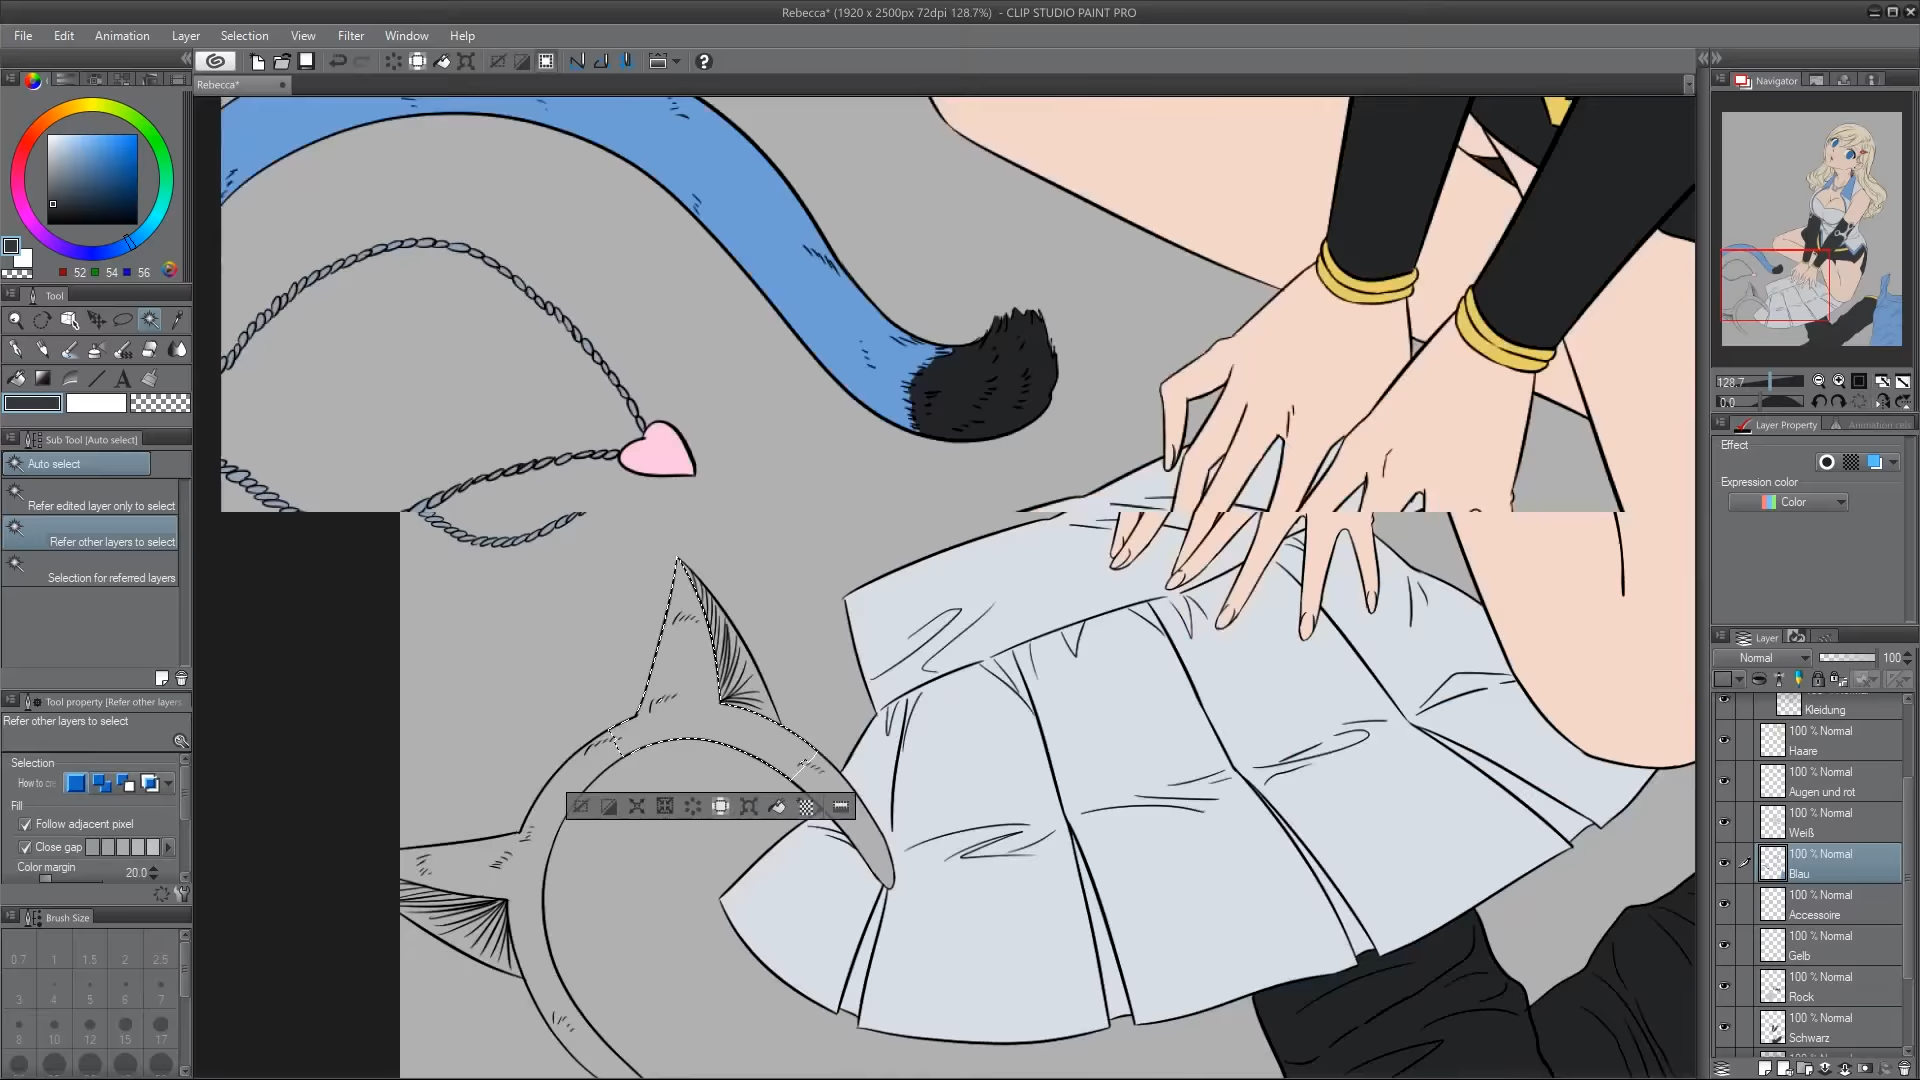 Rebecca* (1920 x 2500px 72dpi 128.7%) - CLIP STUDIO PAINT PRO
File Edit Animation Layer Selection View Filter Window Help
Rebecca*
Navigator
52 54 56
Tool
128.7
0.0
Layer Property
Animation cels
Effect
Expression color
Color
Sub Tool [Auto select]
Auto select
Refer edited layer only to select
Refer other layers to select
Selection for referred layers
Layer
Normal 100
Kleidung
100 % Normal
Haare
100 % Normal
Augen und rot
100 % Normal
Weiß
100 % Normal
Blau
100 % Normal
Accessoire
100 % Normal
Gelb
100 % Normal
Rock
100 % Normal
Schwarz
Tool property [Refer other layers
Refer other layers to select
Selection
How to cre
Fill
Follow adjacent pixel
Close gap
Color margin
20.0
Brush Size
0.7 1 1.5 2 2.5
3 4 5 6 7
8 10 12 15 17